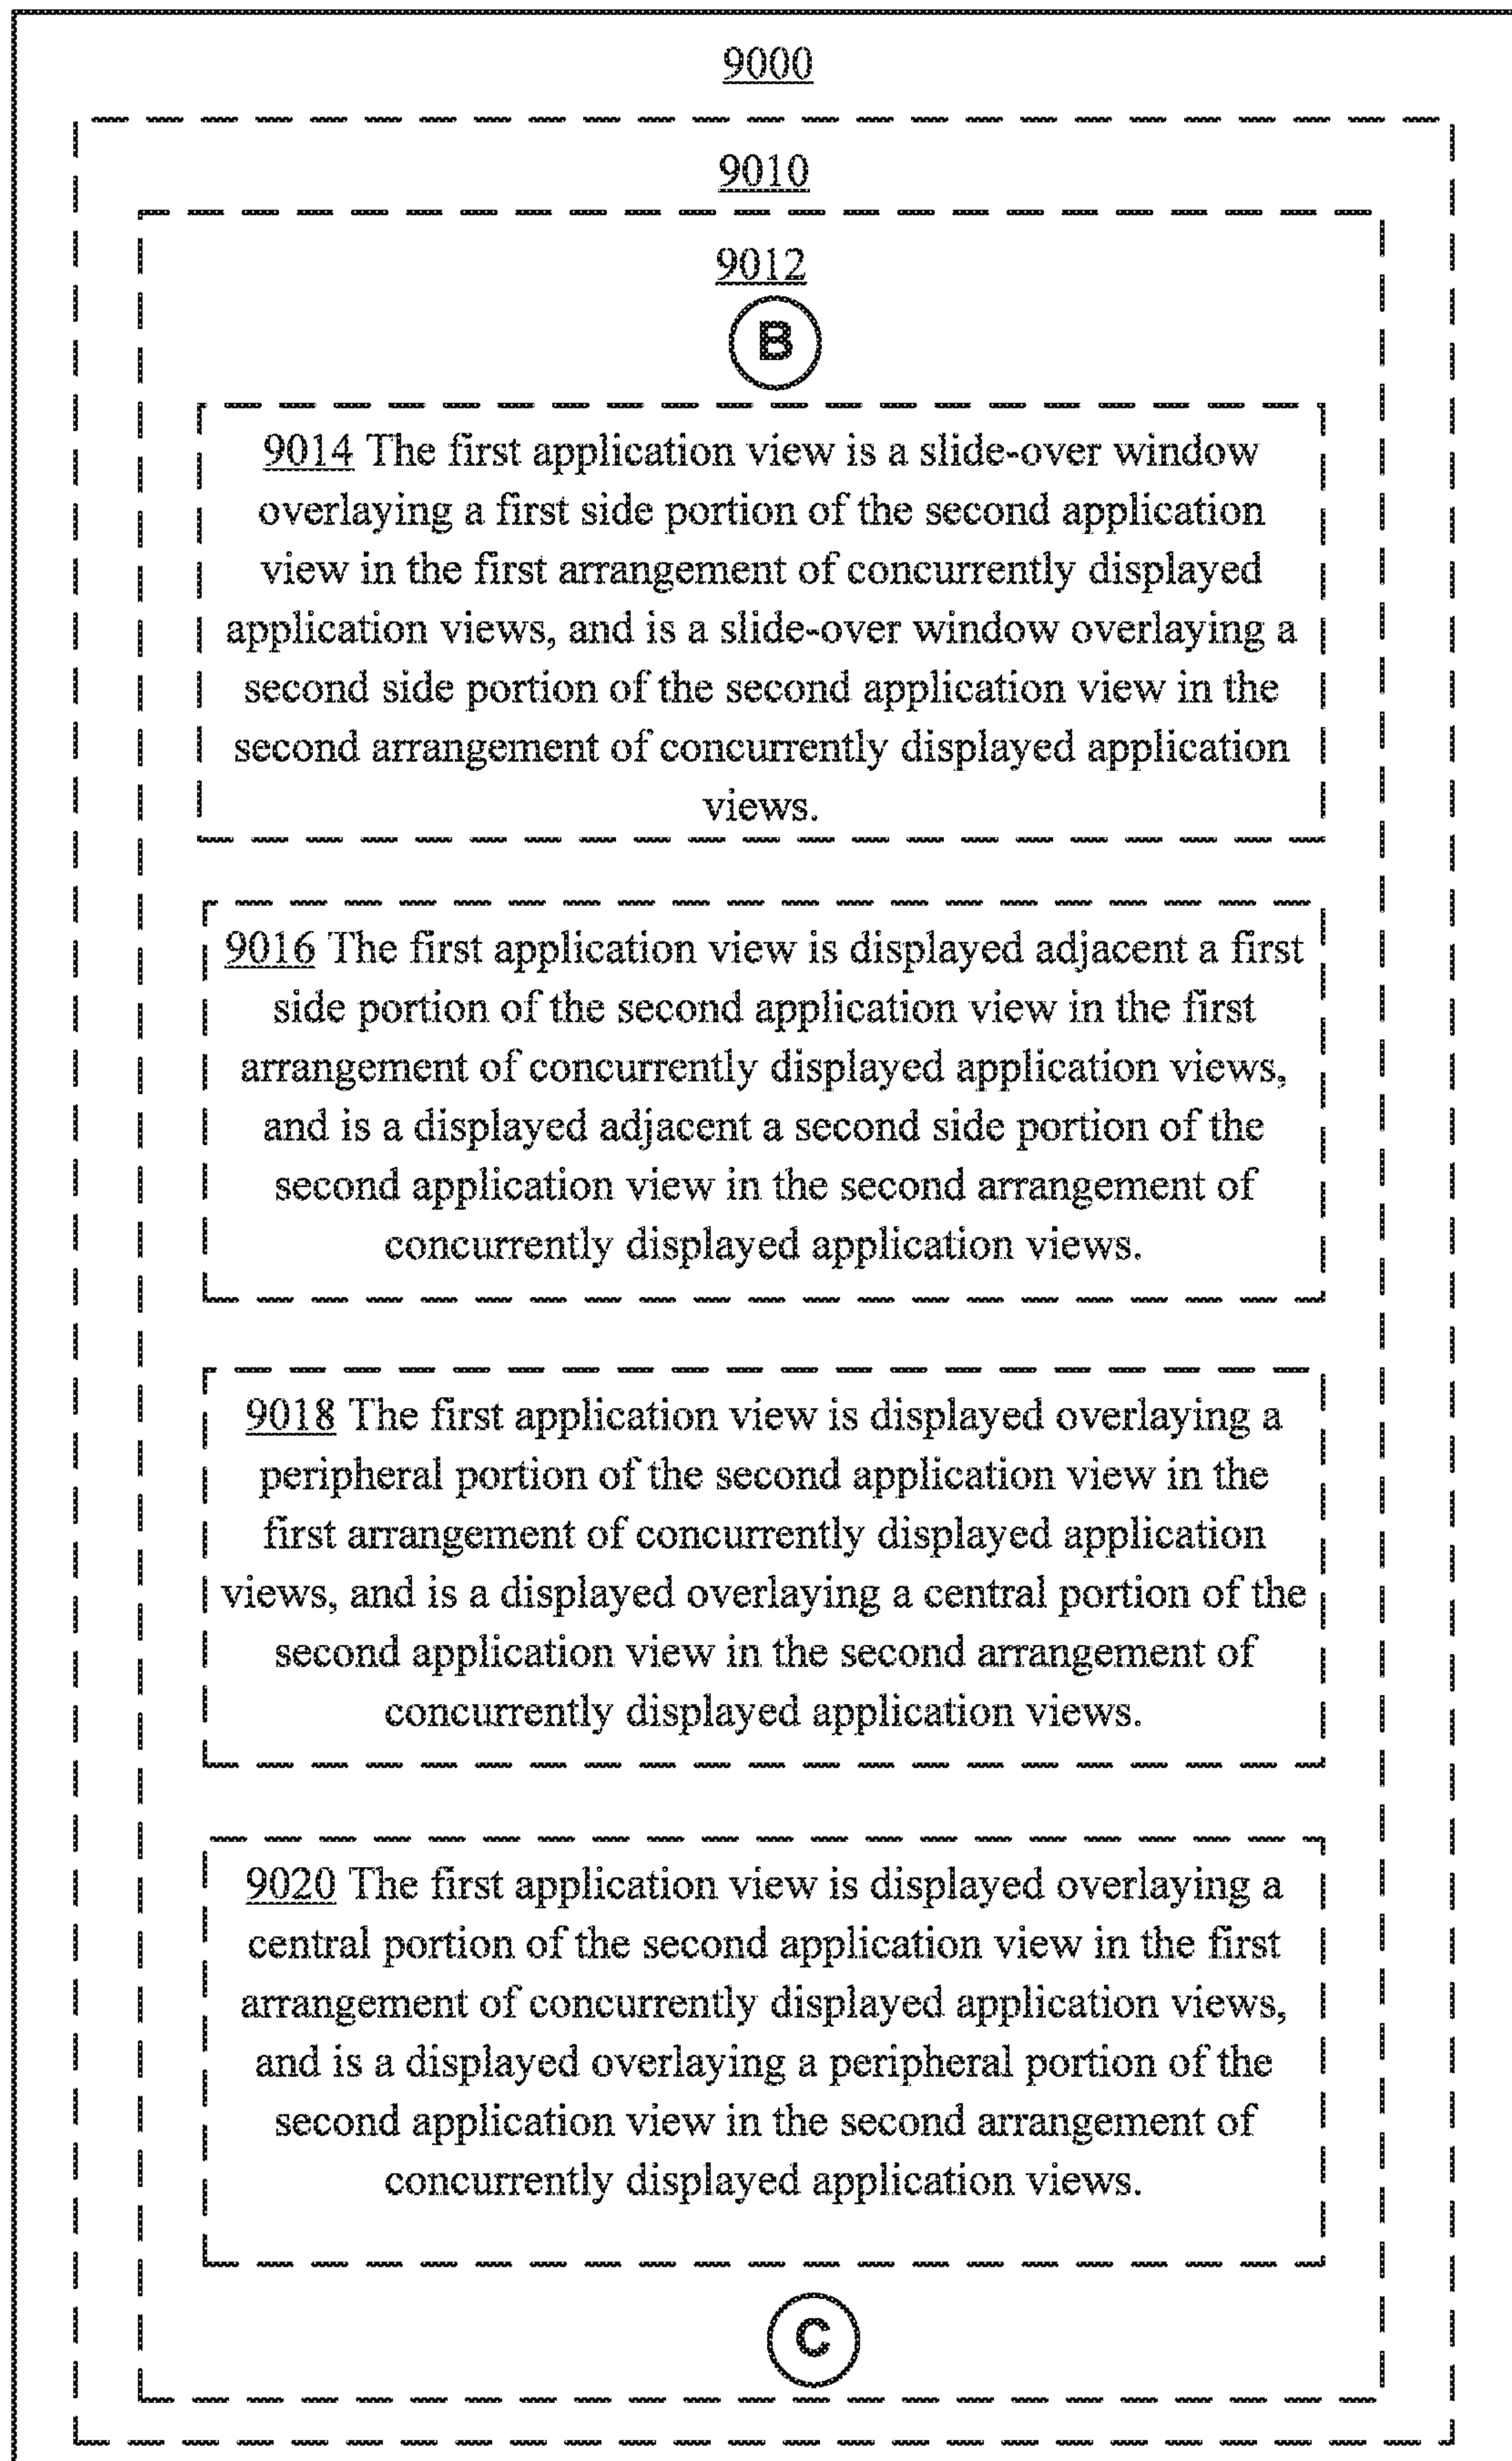 9000
9010
9012
B
9014 The first application view is a slide-over window
overlaying a first side portion of the second application
view in the first arrangement of concurrently displayed
application views, and is a slide-over window overlaying a
second side portion of the second application view in the
second arrangement of concurrently displayed application
views.
9016 The first application view is displayed adjacent a first
side portion of the second application view in the first
arrangement of concurrently displayed application views,
and is a displayed adjacent a second side portion of the
second application view in the second arrangement of
concurrently displayed application views.
9018 The first application view is displayed overlaying a
peripheral portion of the second application view in the
first arrangement of concurrently displayed application
views, and is a displayed overlaying a central portion of the
second application view in the second arrangement of
concurrently displayed application views.
9020 The first application view is displayed overlaying a
central portion of the second application view in the first
arrangement of concurrently displayed application views,
and is a displayed overlaying a peripheral portion of the
second application view in the second arrangement of
concurrently displayed application views.
C